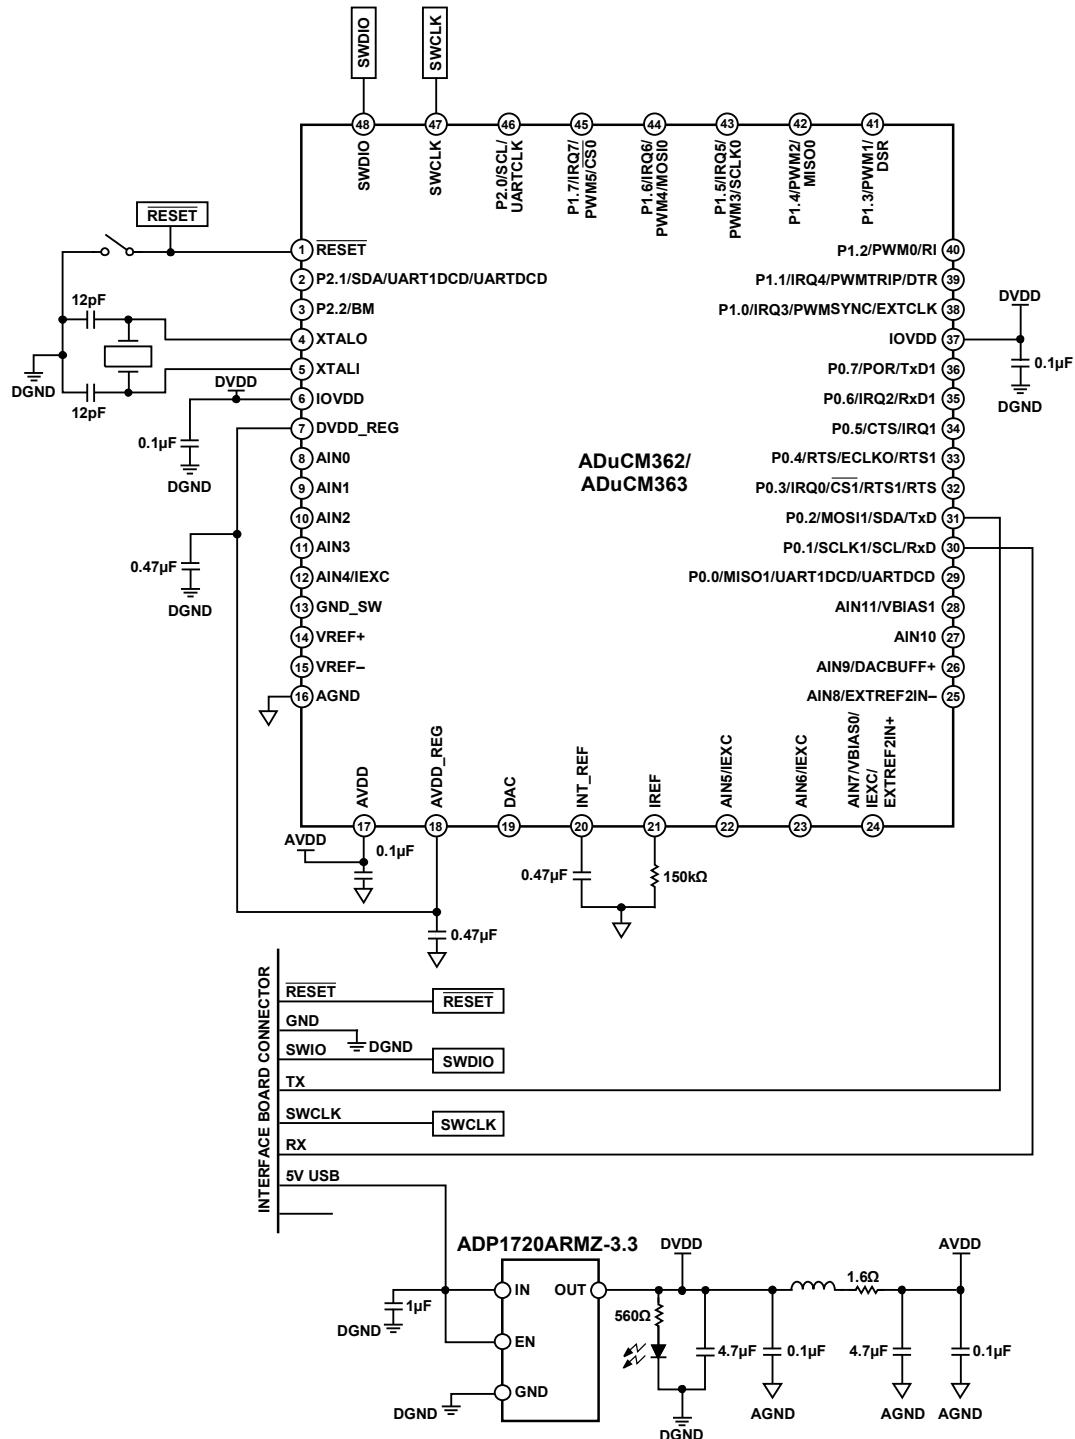 SWDIO
SWCLK
48
47
46
45
44
43
42
41
SWDIO
SWCLK
P2.0/SCL/
UARTCLK
P1.7/IRQ7/
PWM5/CS0
P1.6/IRQ6/
PWM4/MOSI0
P1.5/IRQ5/
PWM3/SCLK0
P1.4/PWM2/
MISO0
P1.3/PWM1/
DSR
RESET
1 RESET
2 P2.1/SDA/UART1DCD/UARTDCD
3 P2.2/BM
4 XTALO
5 XTALI
6 IOVDD
7 DVDD_REG
8 AIN0
9 AIN1
10 AIN2
11 AIN3
12 AIN4/IEXC
13 GND_SW
14 VREF+
15 VREF–
16 AGND
12pF
DGND
12pF
DVDD
0.1µF
DGND
0.47µF
DGND
ADuCM362/
ADuCM363
P1.2/PWM0/RI 40
P1.1/IRQ4/PWMTRIP/DTR 39
P1.0/IRQ3/PWMSYNC/EXTCLK 38
IOVDD 37
P0.7/POR/TxD1 36
P0.6/IRQ2/RxD1 35
P0.5/CTS/IRQ1 34
P0.4/RTS/ECLKO/RTS1 33
P0.3/IRQ0/CS1/RTS1/RTS 32
P0.2/MOSI1/SDA/TxD 31
P0.1/SCLK1/SCL/RxD 30
P0.0/MISO1/UART1DCD/UARTDCD 29
AIN11/VBIAS1 28
AIN10 27
AIN9/DACBUFF+ 26
AIN8/EXTREF2IN– 25
DVDD
0.1µF
DGND
AVDD
AVDD_REG
DAC
INT_REF
IREF
AIN5/IEXC
AIN6/IEXC
AIN7/VBIAS0/
IEXC/
EXTREF2IN+
17
18
19
20
21
22
23
24
AVDD
0.1µF
0.47µF
150kΩ
0.47µF
INTERFACE BOARD CONNECTOR
RESET
RESET
GND
DGND
SWIO
SWDIO
TX
SWCLK
SWCLK
RX
5V USB
ADP1720ARMZ-3.3
IN
OUT
EN
GND
1µF
DGND
DGND
DVDD
560Ω
4.7µF
0.1µF
DGND
AGND
1.6Ω
AVDD
4.7µF
0.1µF
AGND
AGND